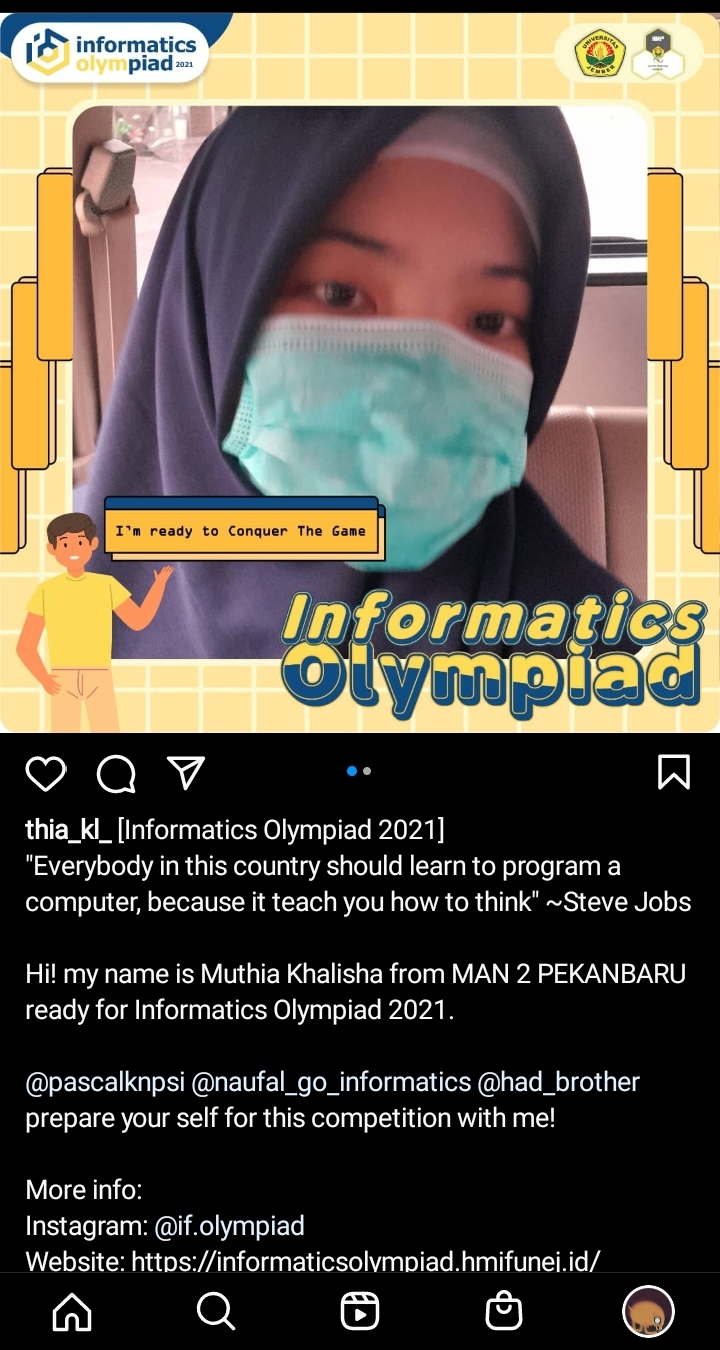 informatics
olympiad 2021
UNIVERSITAS
JEMBER
I'm ready to Conquer The Game
Informatics
Olympiad
thia_kl_ [Informatics Olympiad 2021]
"Everybody in this country should learn to program a
computer, because it teach you how to think" ~Steve Jobs
Hi! my name is Muthia Khalisha from MAN 2 PEKANBARU
ready for Informatics Olympiad 2021.
@pascalknpsi @naufal_go_informatics @had_brother
prepare your self for this competition with me!
More info:
Instagram: @if.olympiad
Website: https://informaticsolympiad.hmifunej.id/